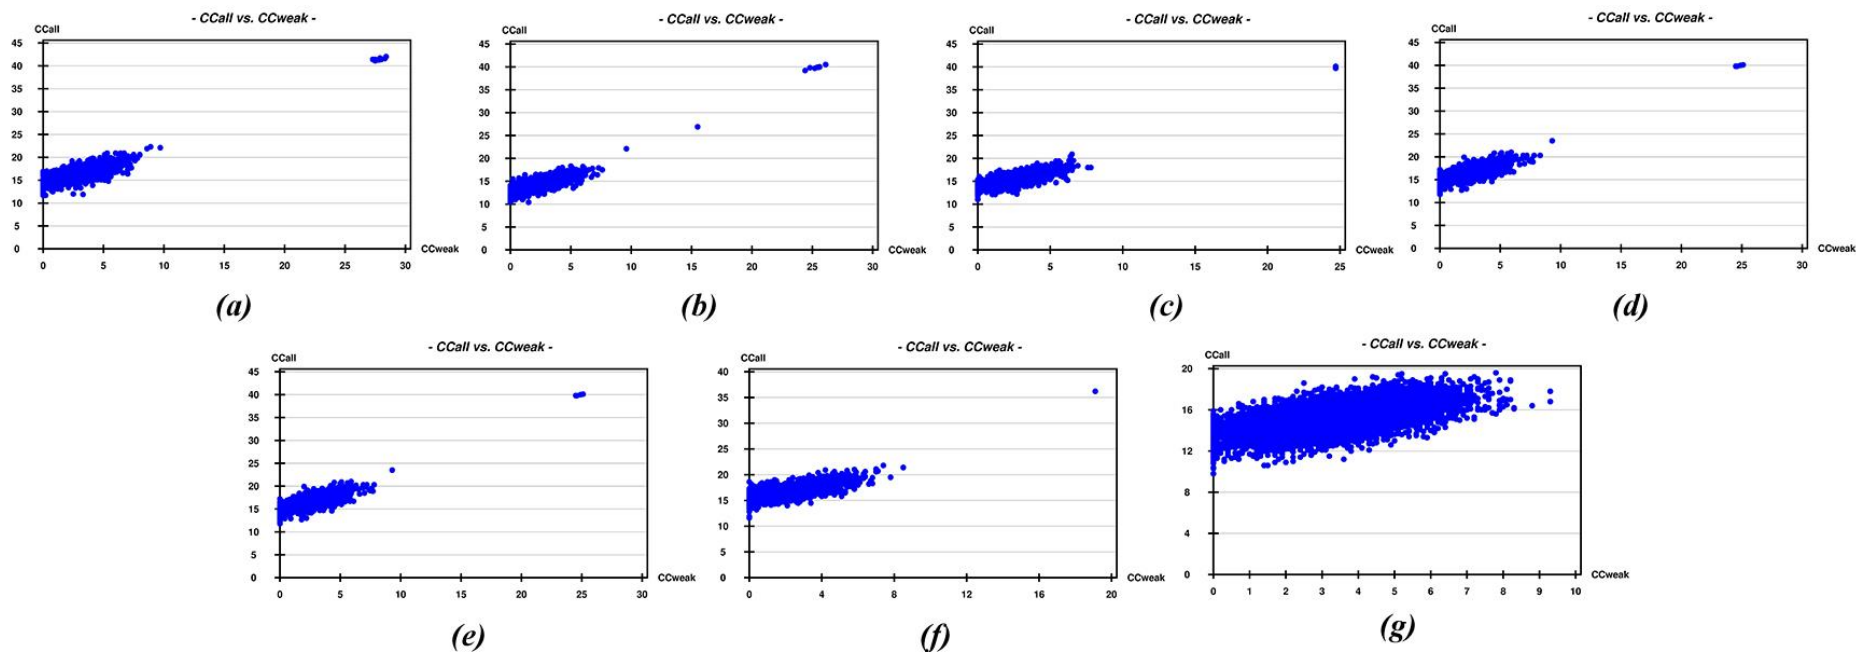 - CCall vs. CCweak -
CCall
45
40
35
30
25
20
15
10
5
0
CCweak
0 5 10 15 20 25 30
(a)
- CCall vs. CCweak -
CCall
45
40
35
30
25
20
15
10
5
0
CCweak
0 5 10 15 20 25 30
(b)
- CCall vs. CCweak -
CCall
45
40
35
30
25
20
15
10
5
0
CCweak
0 5 10 15 20 25
(c)
- CCall vs. CCweak -
CCall
45
40
35
30
25
20
15
10
5
0
CCweak
0 5 10 15 20 25 30
(d)
- CCall vs. CCweak -
CCall
45
40
35
30
25
20
15
10
5
0
CCweak
0 5 10 15 20 25 30
(e)
- CCall vs. CCweak -
CCall
40
35
30
25
20
15
10
5
0
CCweak
0 4 8 12 16 20
(f)
- CCall vs. CCweak -
CCall
20
16
12
8
4
0
CCweak
0 1 2 3 4 5 6 7 8 9 10
(g)